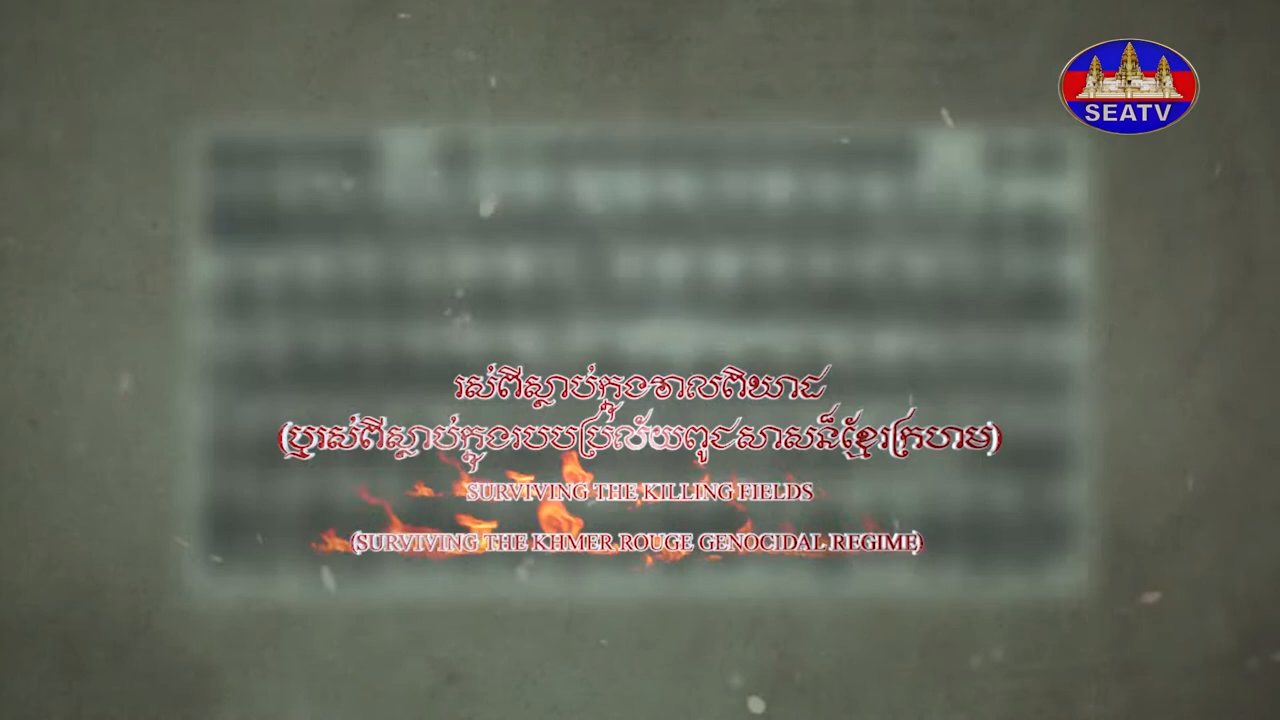 SEATV
រស់ពីស្លាប់ក្នុងវាលពិឃាដ
(ឬរស់ពីស្លាប់ក្នុងរបបប្រល័យពូជសាសន៍ខ្មែរក្រហម)
SURVIVING THE KILLING FIELDS
(SURVIVING THE KHMER ROUGE GENOCIDAL REGIME)